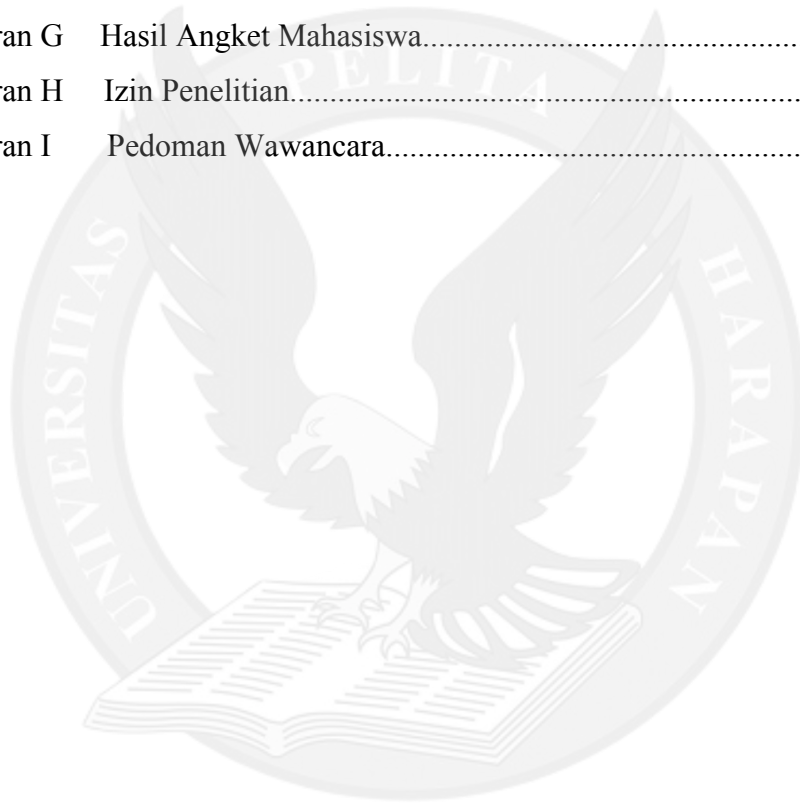 ran G Hasil Angket Mahasiswa.......................................................
ran H Izin Penelitian.........................................................................
ran I Pedoman Wawancara............................................................
UNIVERSITAS PELITA HARAPAN